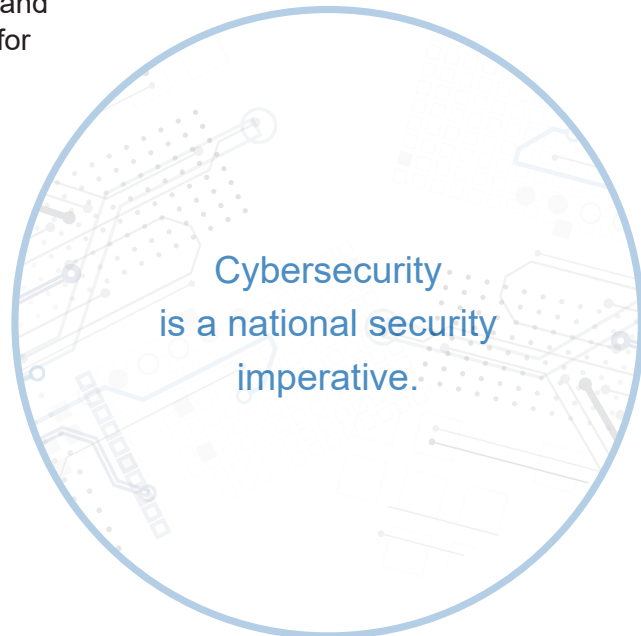 and
for
Cybersecurity
is a national security
imperative.